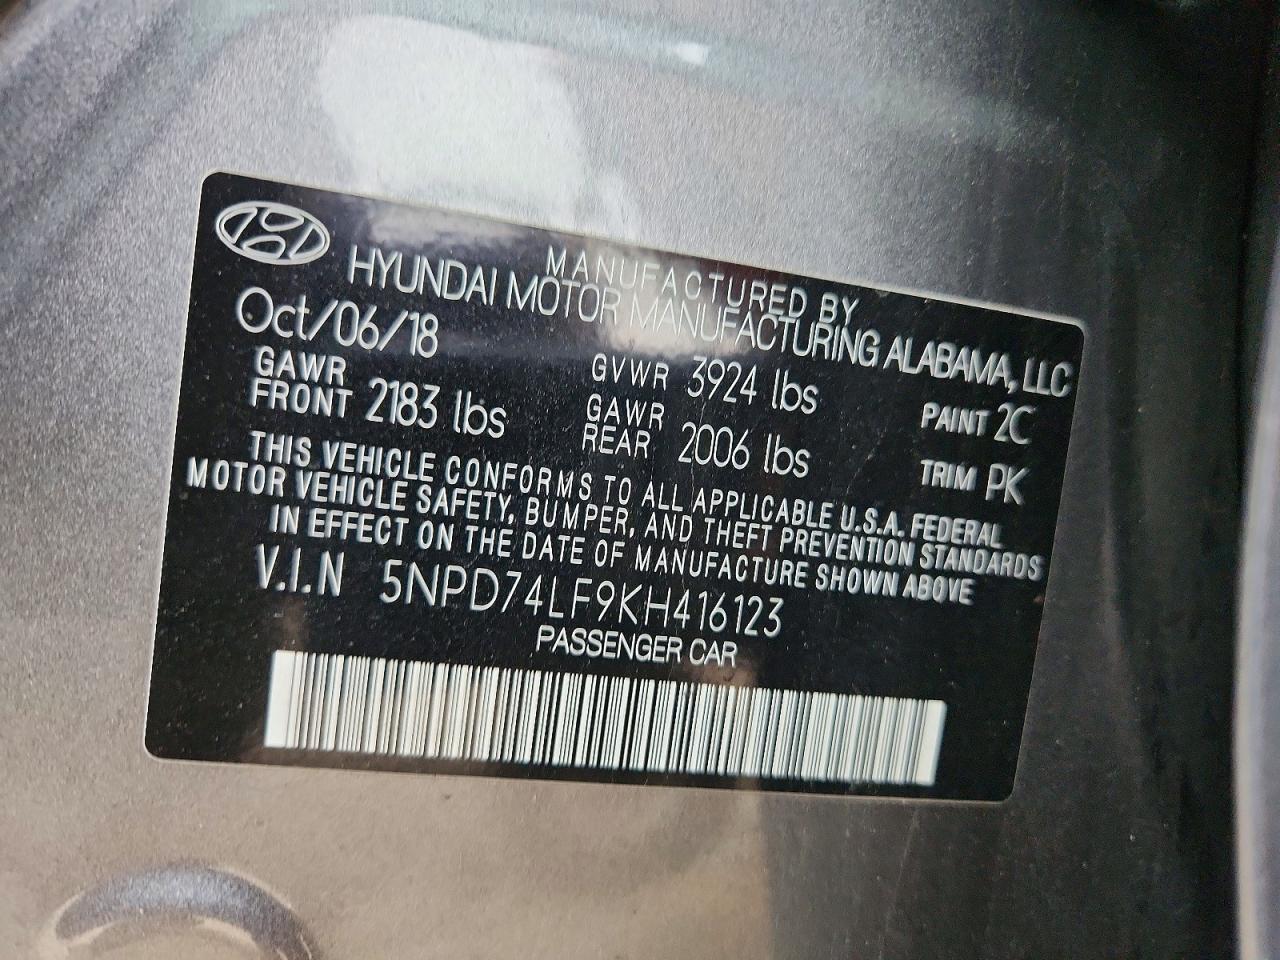 MANUFACTURED BY
HYUNDAI MOTOR MANUFACTURING ALABAMA, LLC
Oct/06/18 GVWR 3924 lbs PAINT 2C
GAWR FRONT 2183 lbs GAWR REAR 2006 lbs TRIM PK
THIS VEHICLE CONFORMS TO ALL APPLICABLE U.S.A. FEDERAL
MOTOR VEHICLE SAFETY, BUMPER, AND THEFT PREVENTION STANDARDS
IN EFFECT ON THE DATE OF MANUFACTURE SHOWN ABOVE
V.I.N 5NPD74LF9KH416123
PASSENGER CAR